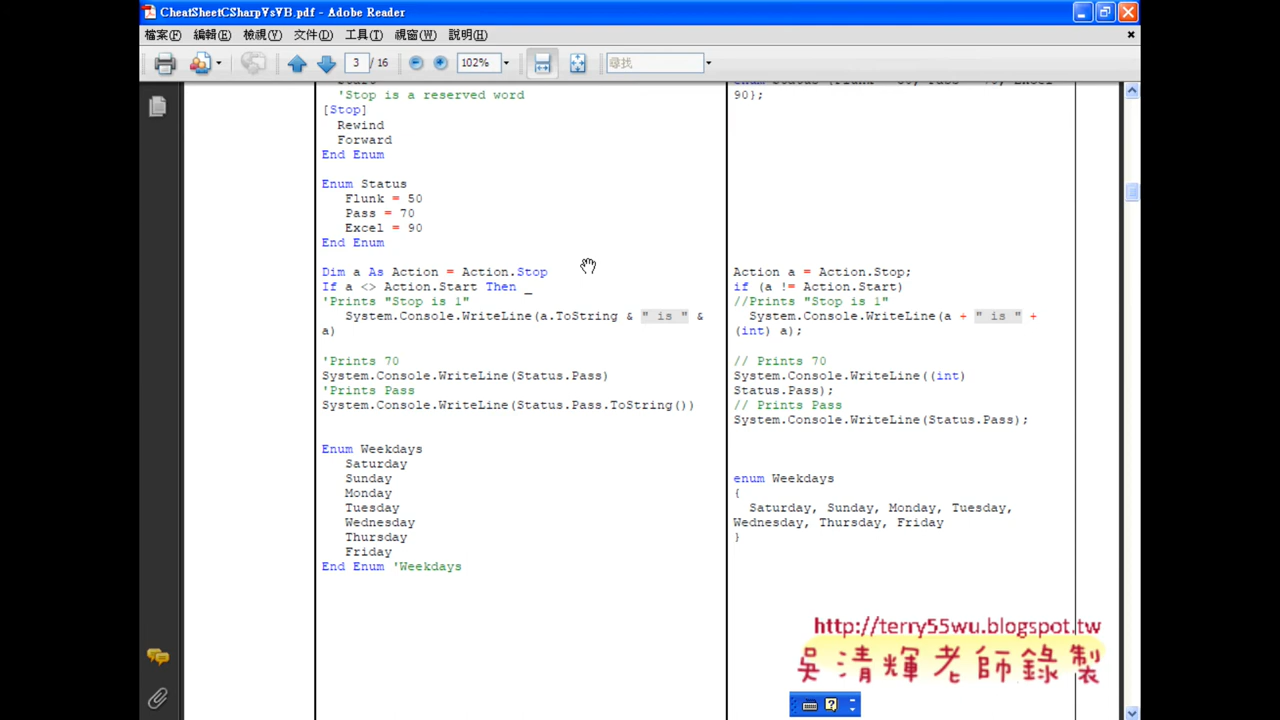 CheatSheetCSharpVsVB.pdf - Adobe Reader
檔案(F) 編輯(E) 檢視(V) 文件(D) 工具(T) 視窗(W) 說明(H)
3 / 16 102% 尋找
'Stop is a reserved word
[Stop]
Rewind
Forward
End Enum
Enum Status
Flunk = 50
Pass = 70
Excel = 90
End Enum
Dim a As Action = Action.Stop
If a <> Action.Start Then _
'Prints "Stop is 1"
System.Console.WriteLine(a.ToString & " is " &
a)
'Prints 70
System.Console.WriteLine(Status.Pass)
'Prints Pass
System.Console.WriteLine(Status.Pass.ToString())
Enum Weekdays
Saturday
Sunday
Monday
Tuesday
Wednesday
Thursday
Friday
End Enum 'Weekdays
90};
Action a = Action.Stop;
if (a != Action.Start)
//Prints "Stop is 1"
System.Console.WriteLine(a + " is " +
(int) a);
// Prints 70
System.Console.WriteLine((int)
Status.Pass);
// Prints Pass
System.Console.WriteLine(Status.Pass);
enum Weekdays
{
Saturday, Sunday, Monday, Tuesday,
Wednesday, Thursday, Friday
}
http://terry55wu.blogspot.tw
吳清輝老師錄製